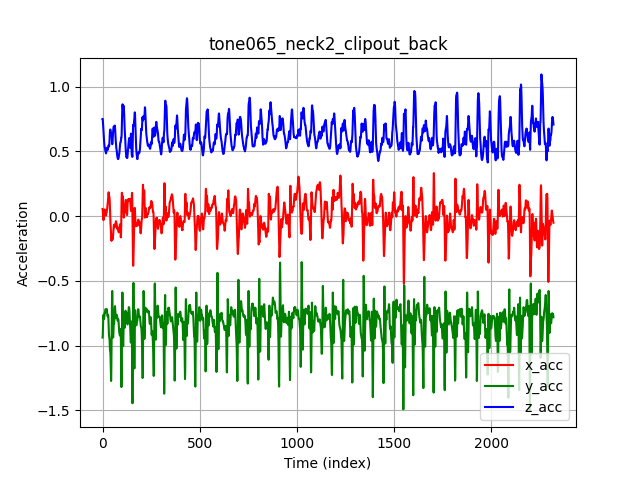 tone065_neck2_clipout_back
1.0
0.5
0.0
−0.5
−1.0
−1.5
Acceleration
0
500
1000
1500
2000
Time (index)
x_acc
y_acc
z_acc